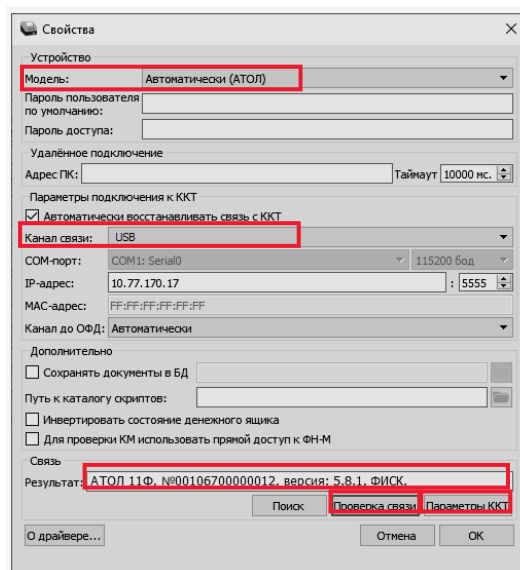 Свойства
Устройство
Модель: Автоматически (АТОЛ)
Пароль пользователя
по умолчанию:
Пароль доступа:
Удалённое подключение
Адрес ПК: Таймаут 10000 мс.
Параметры подключения к ККТ
Автоматически восстанавливать связь с ККТ
Канал связи: USB
COM-порт: COM1: Serial0 115200 бод
IP-адрес: 10.77.170.17 : 5555
MAC-адрес: FF:FF:FF:FF:FF:FF
Канал до ОФД: Автоматически
Дополнительно
Сохранять документы в БД
Путь к каталогу скриптов:
Инвертировать состояние денежного ящика
Для проверки КМ использовать прямой доступ к ФН-М
Связь
Результат: АТОЛ 11Ф, №00106700000012, версия: 5.8.1, ФИСК.
Поиск Проверка связи Параметры ККТ
О драйвере... Отмена ОК